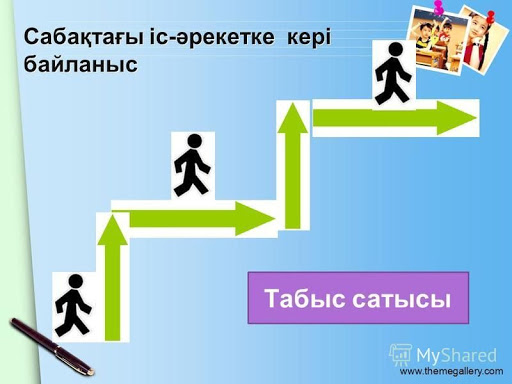 Сабақтағы іс-әрекетке кері
байланыс
Табыс сатысы
MyShared
www.themegallery.com